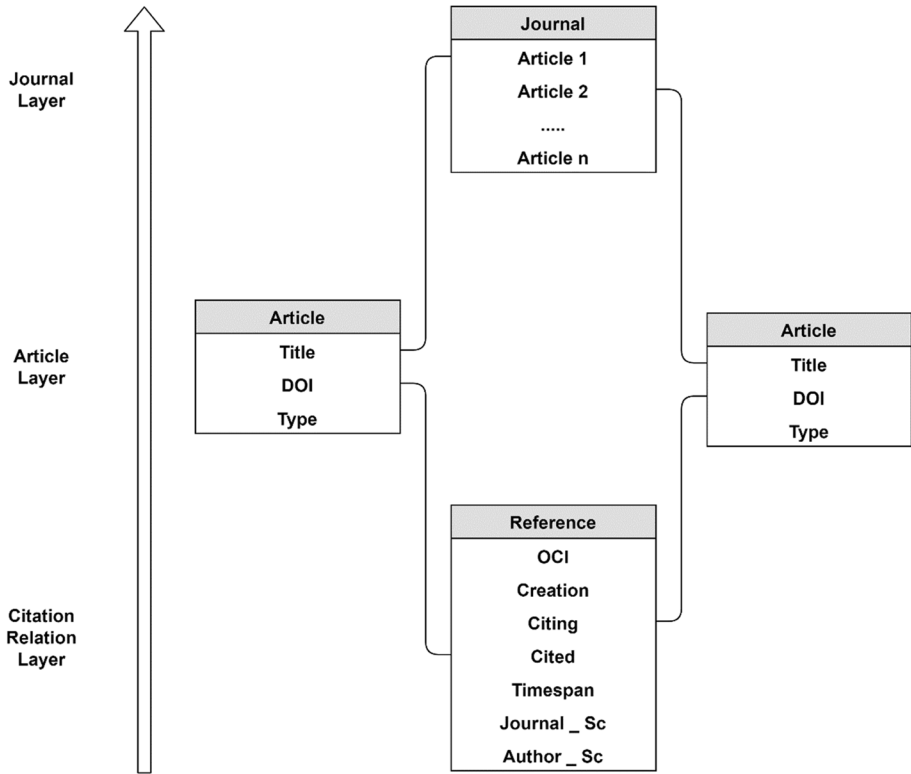 Journal
Layer
Journal
Article 1
Article 2
.....
Article n
Article
Layer
Article
Title
DOI
Type
Article
Title
DOI
Type
Citation
Relation
Layer
Reference
OCI
Creation
Citing
Cited
Timespan
Journal _ Sc
Author _ Sc